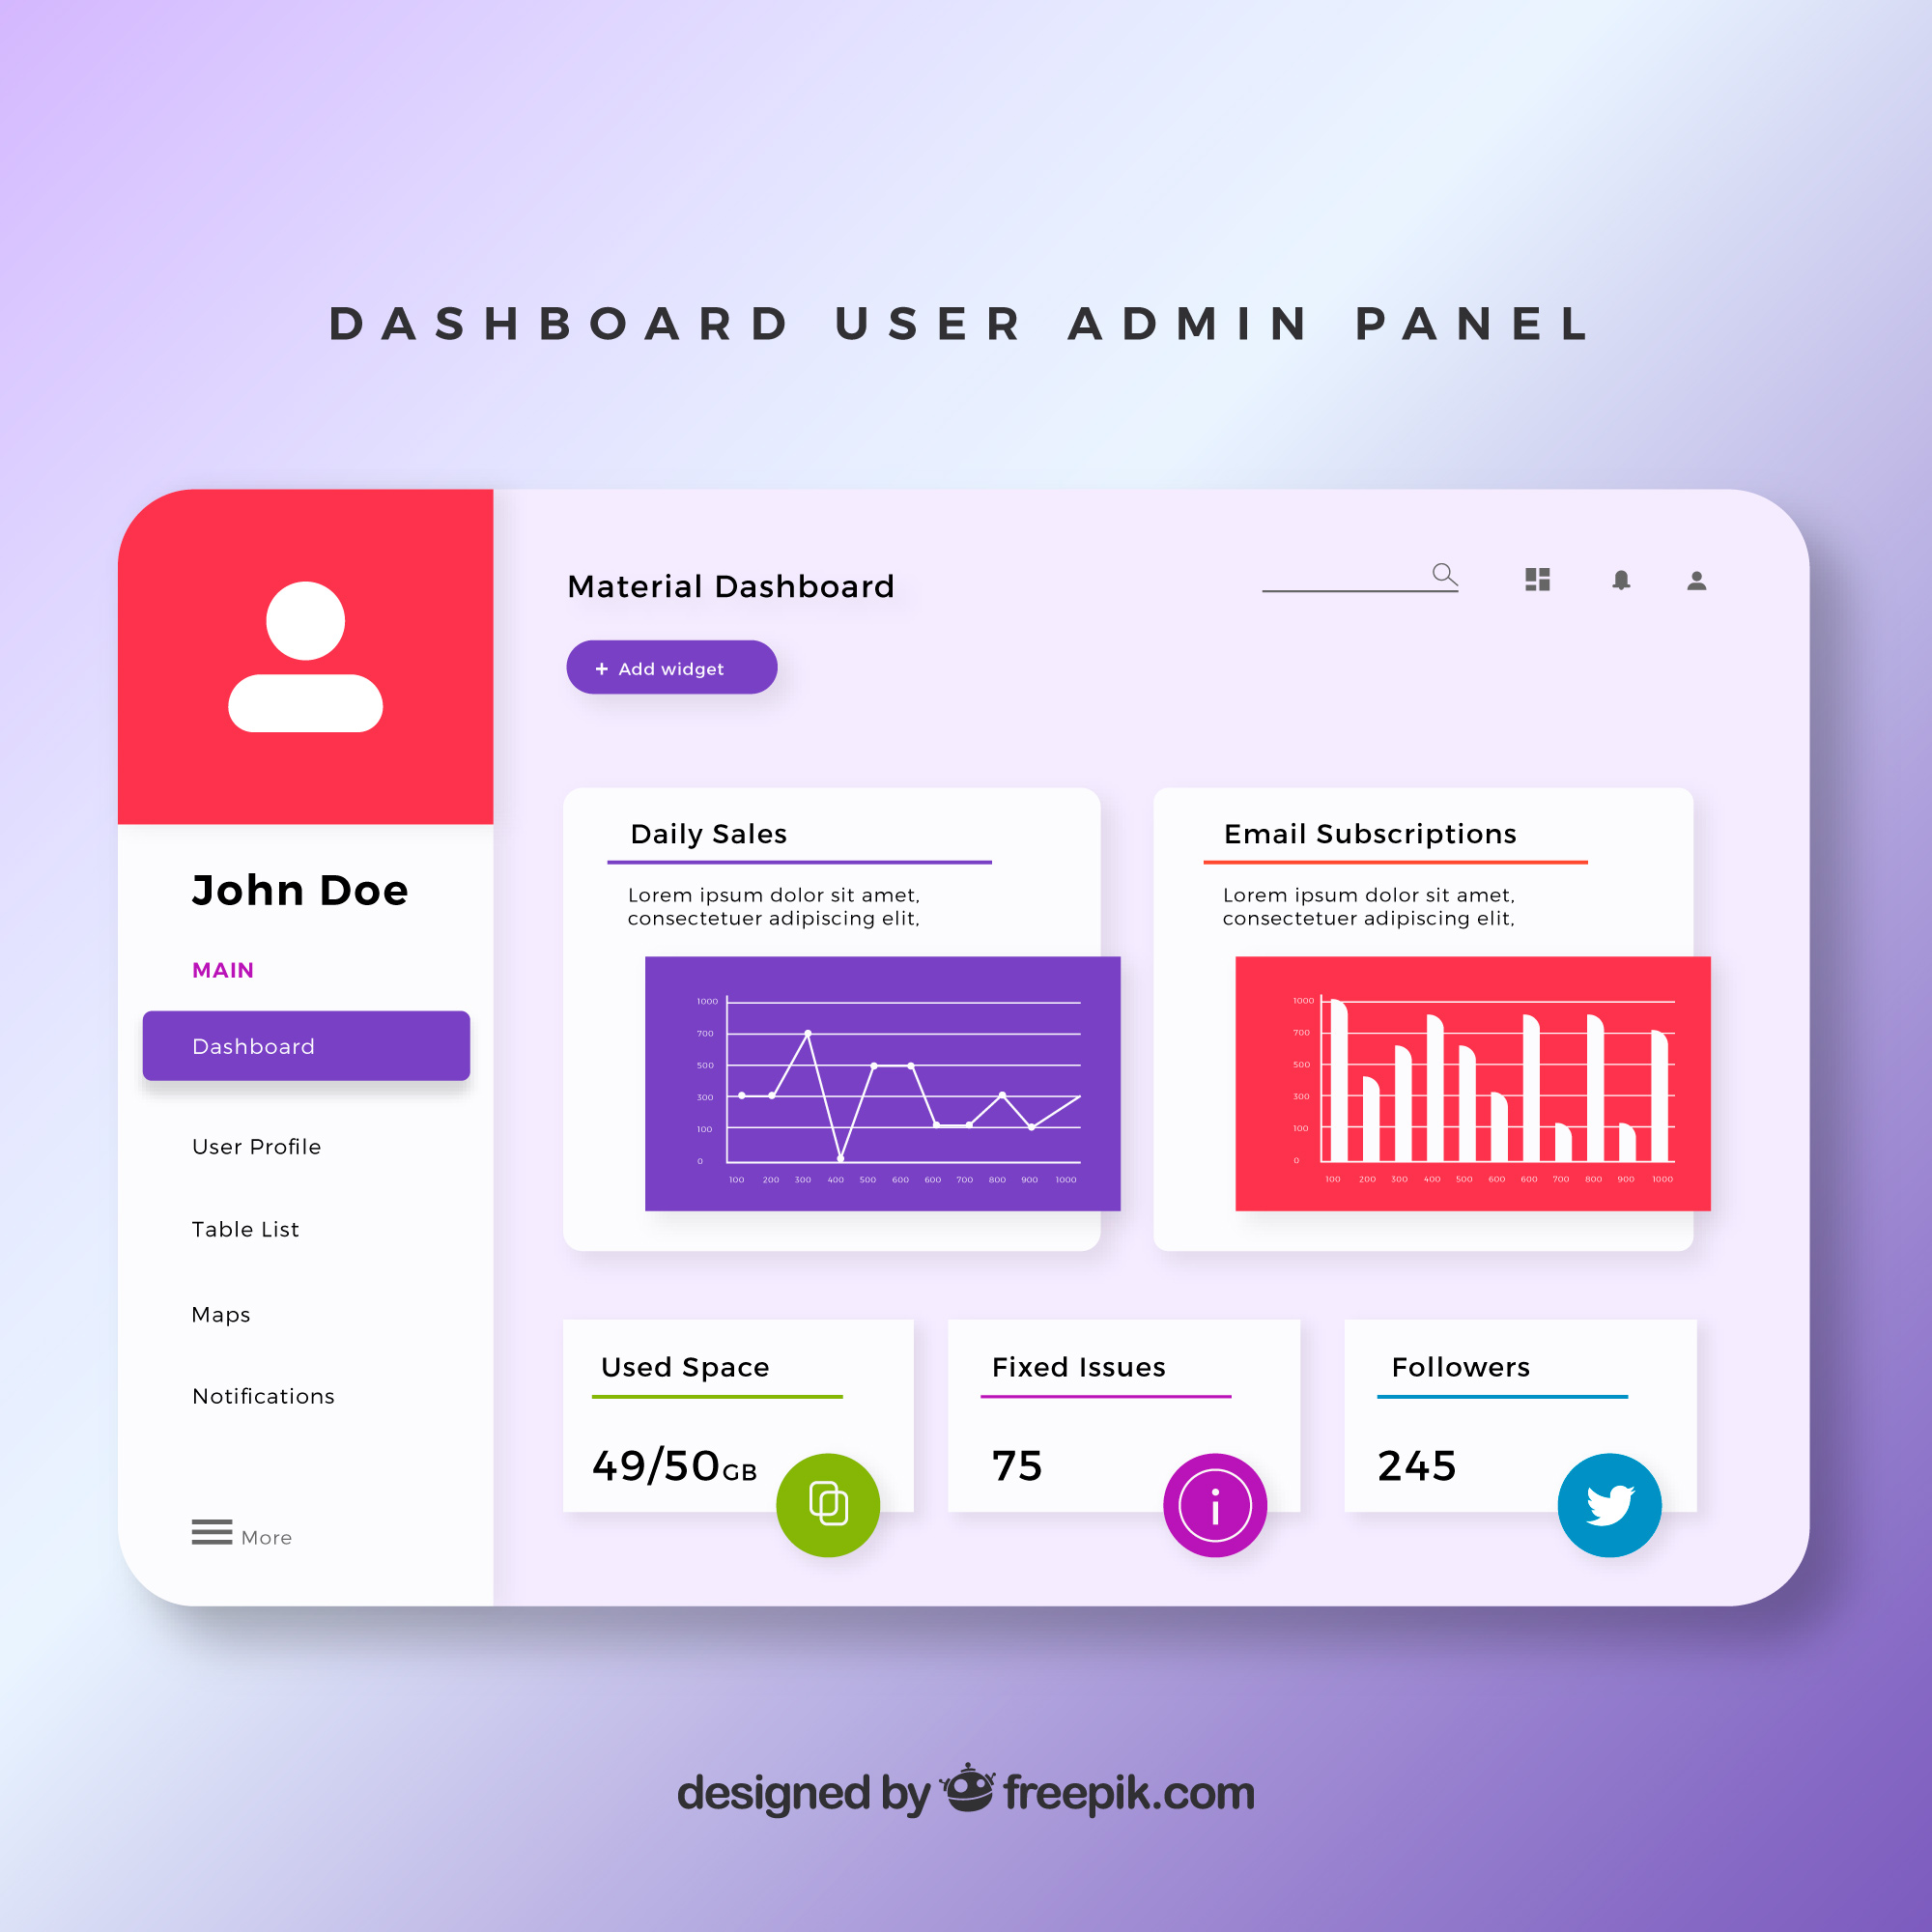 DASHBOARD USER ADMIN PANEL
John Doe
MAIN
Dashboard
User Profile
Table List
Maps
Notifications
More
Material Dashboard
+ Add widget
Daily Sales
Lorem ipsum dolor sit amet,
consectetuer adipiscing elit,
1000
700
500
300
100
0
100 200 300 400 500 600 600 700 800 900 1000
Email Subscriptions
Lorem ipsum dolor sit amet,
consectetuer adipiscing elit,
1000
700
500
300
100
0
100 200 300 400 500 600 600 700 800 900 1000
Used Space
49/50GB
Fixed Issues
75
i
Followers
245
designed by freepik.com